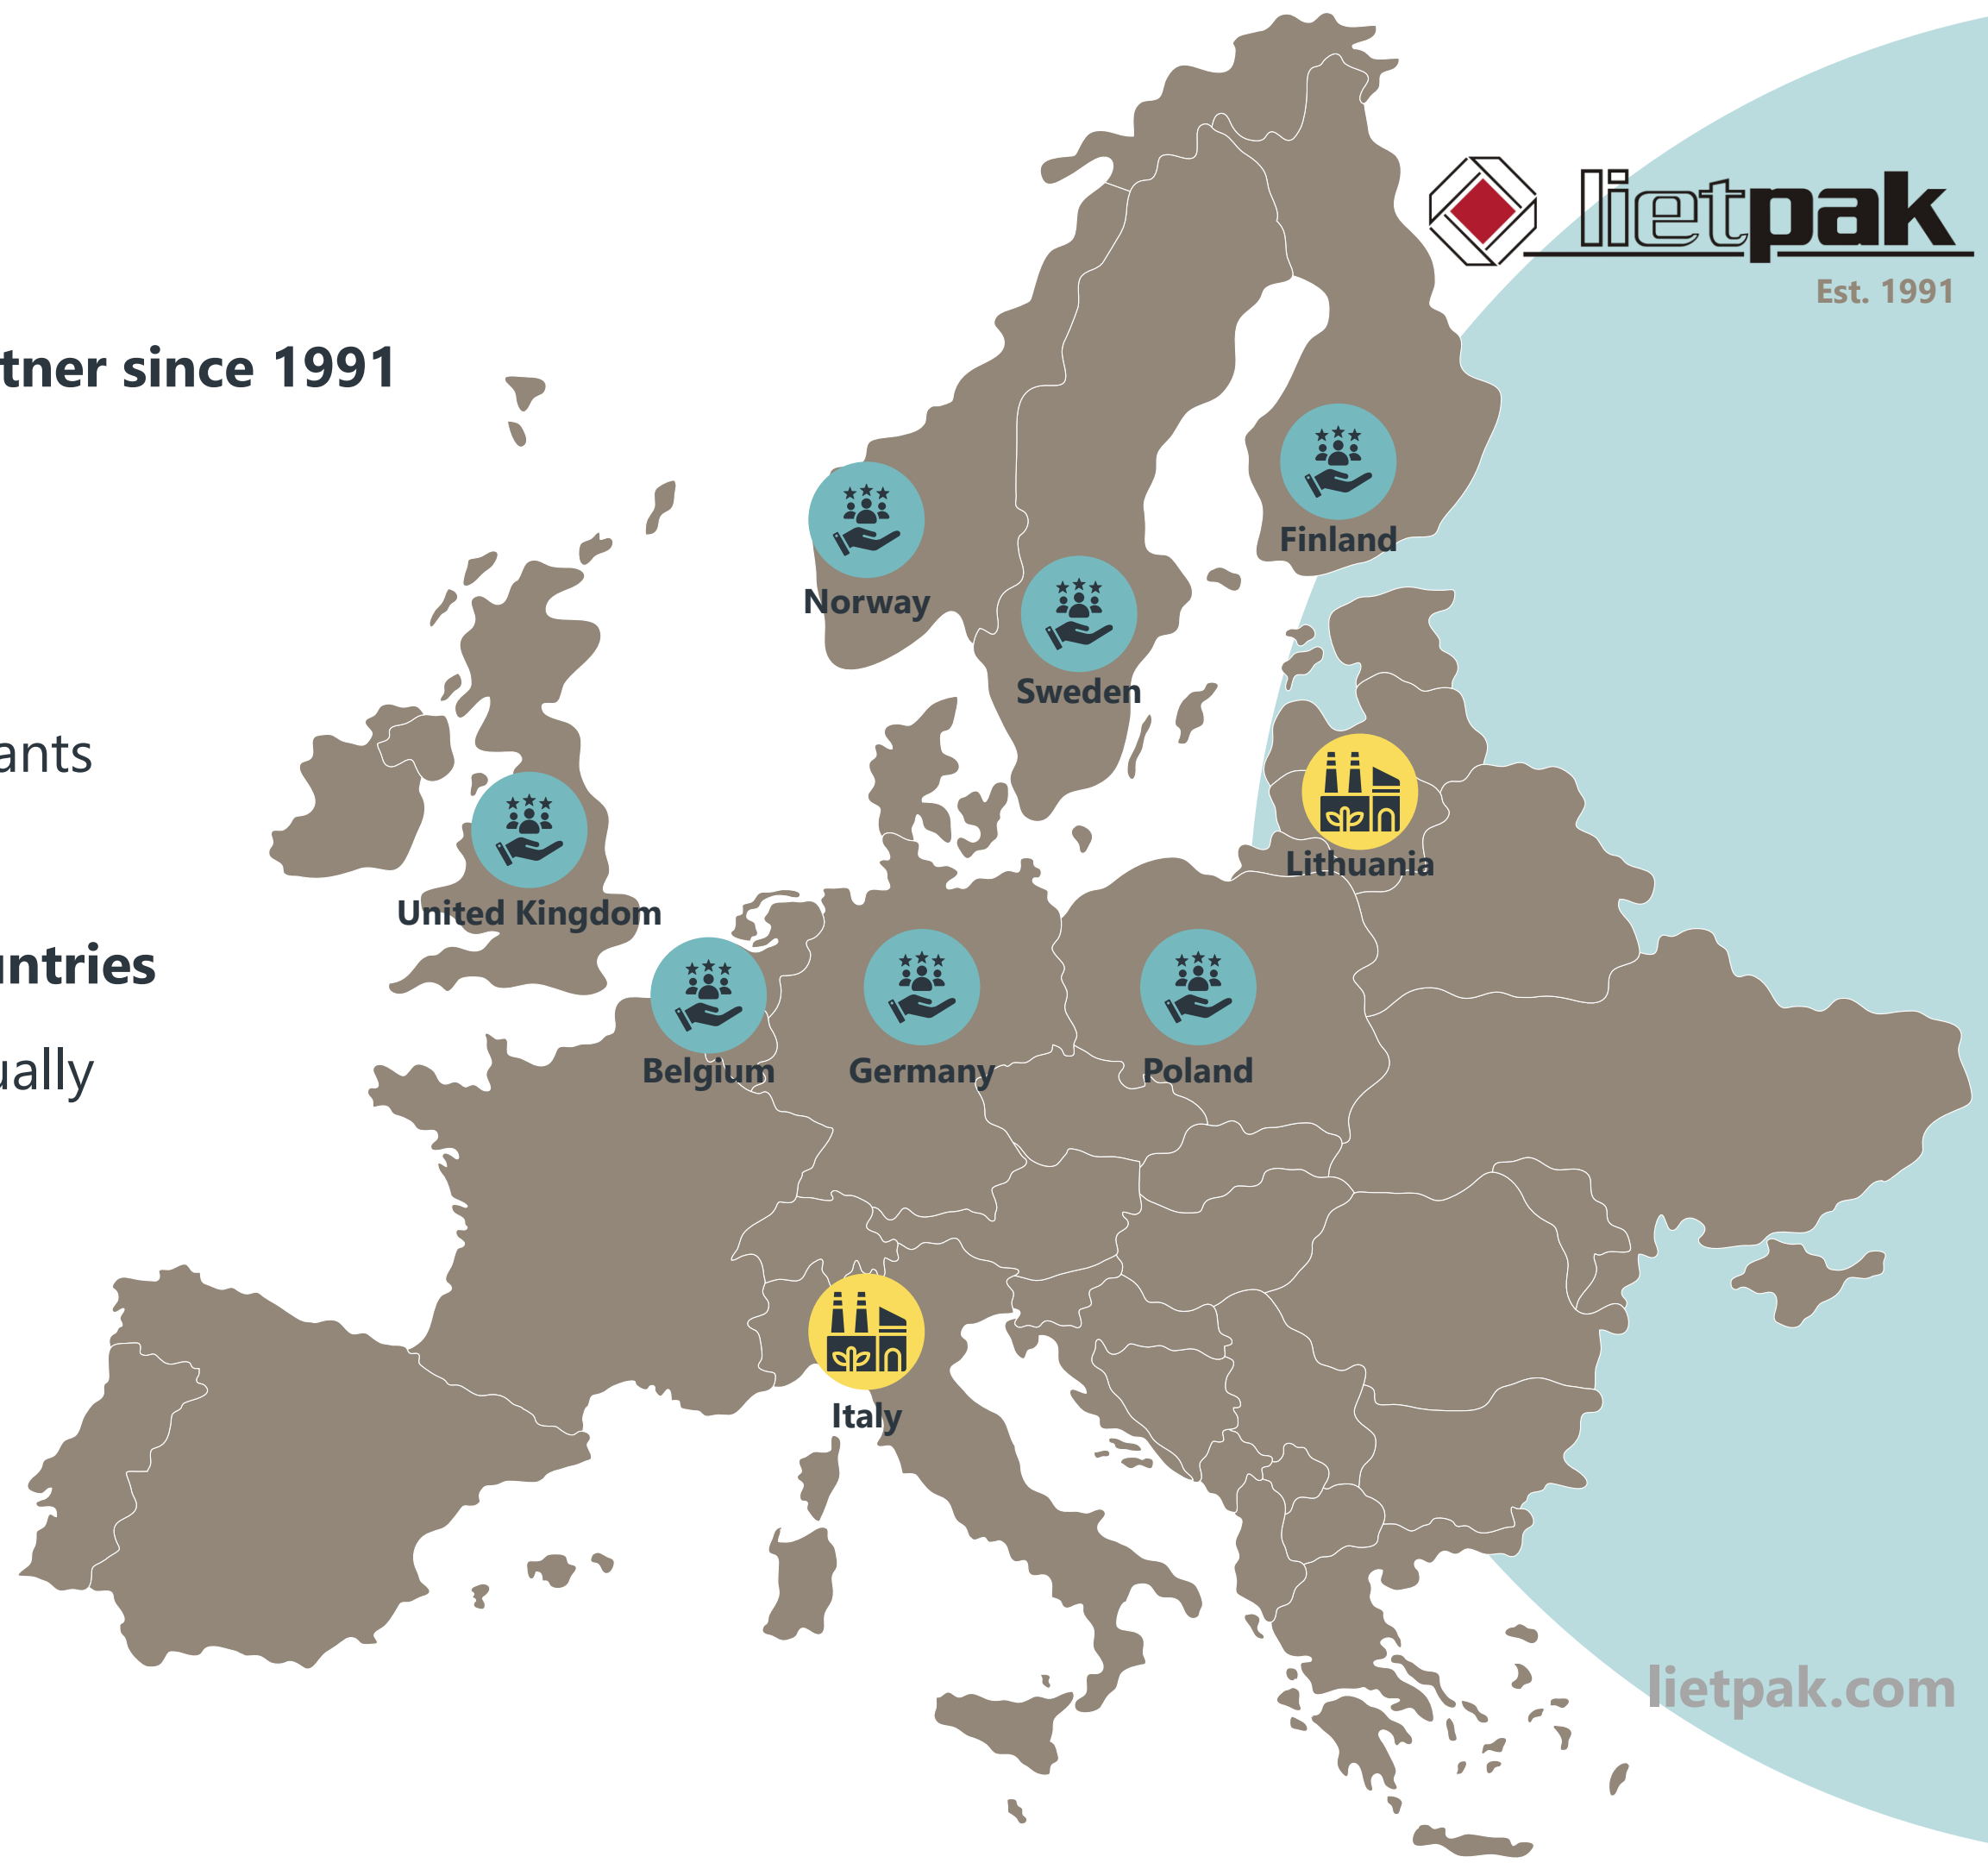 lietpak
Est. 1991
tner since 1991
Finland
Norway
Sweden
ants
Lithuania
United Kingdom
untries
Belgium
Germany
Poland
ually
Italy
lietpak.com